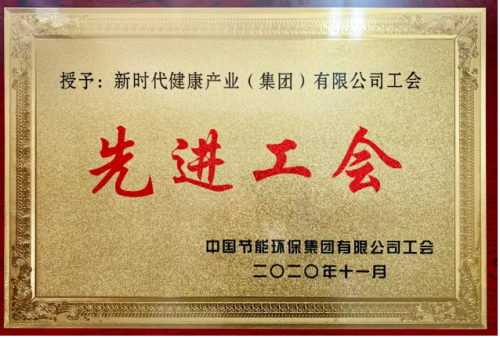 授予：新时代健康产业（集团）有限公司工会
先进工会
中国节能环保集团有限公司工会
二〇二〇年十一月